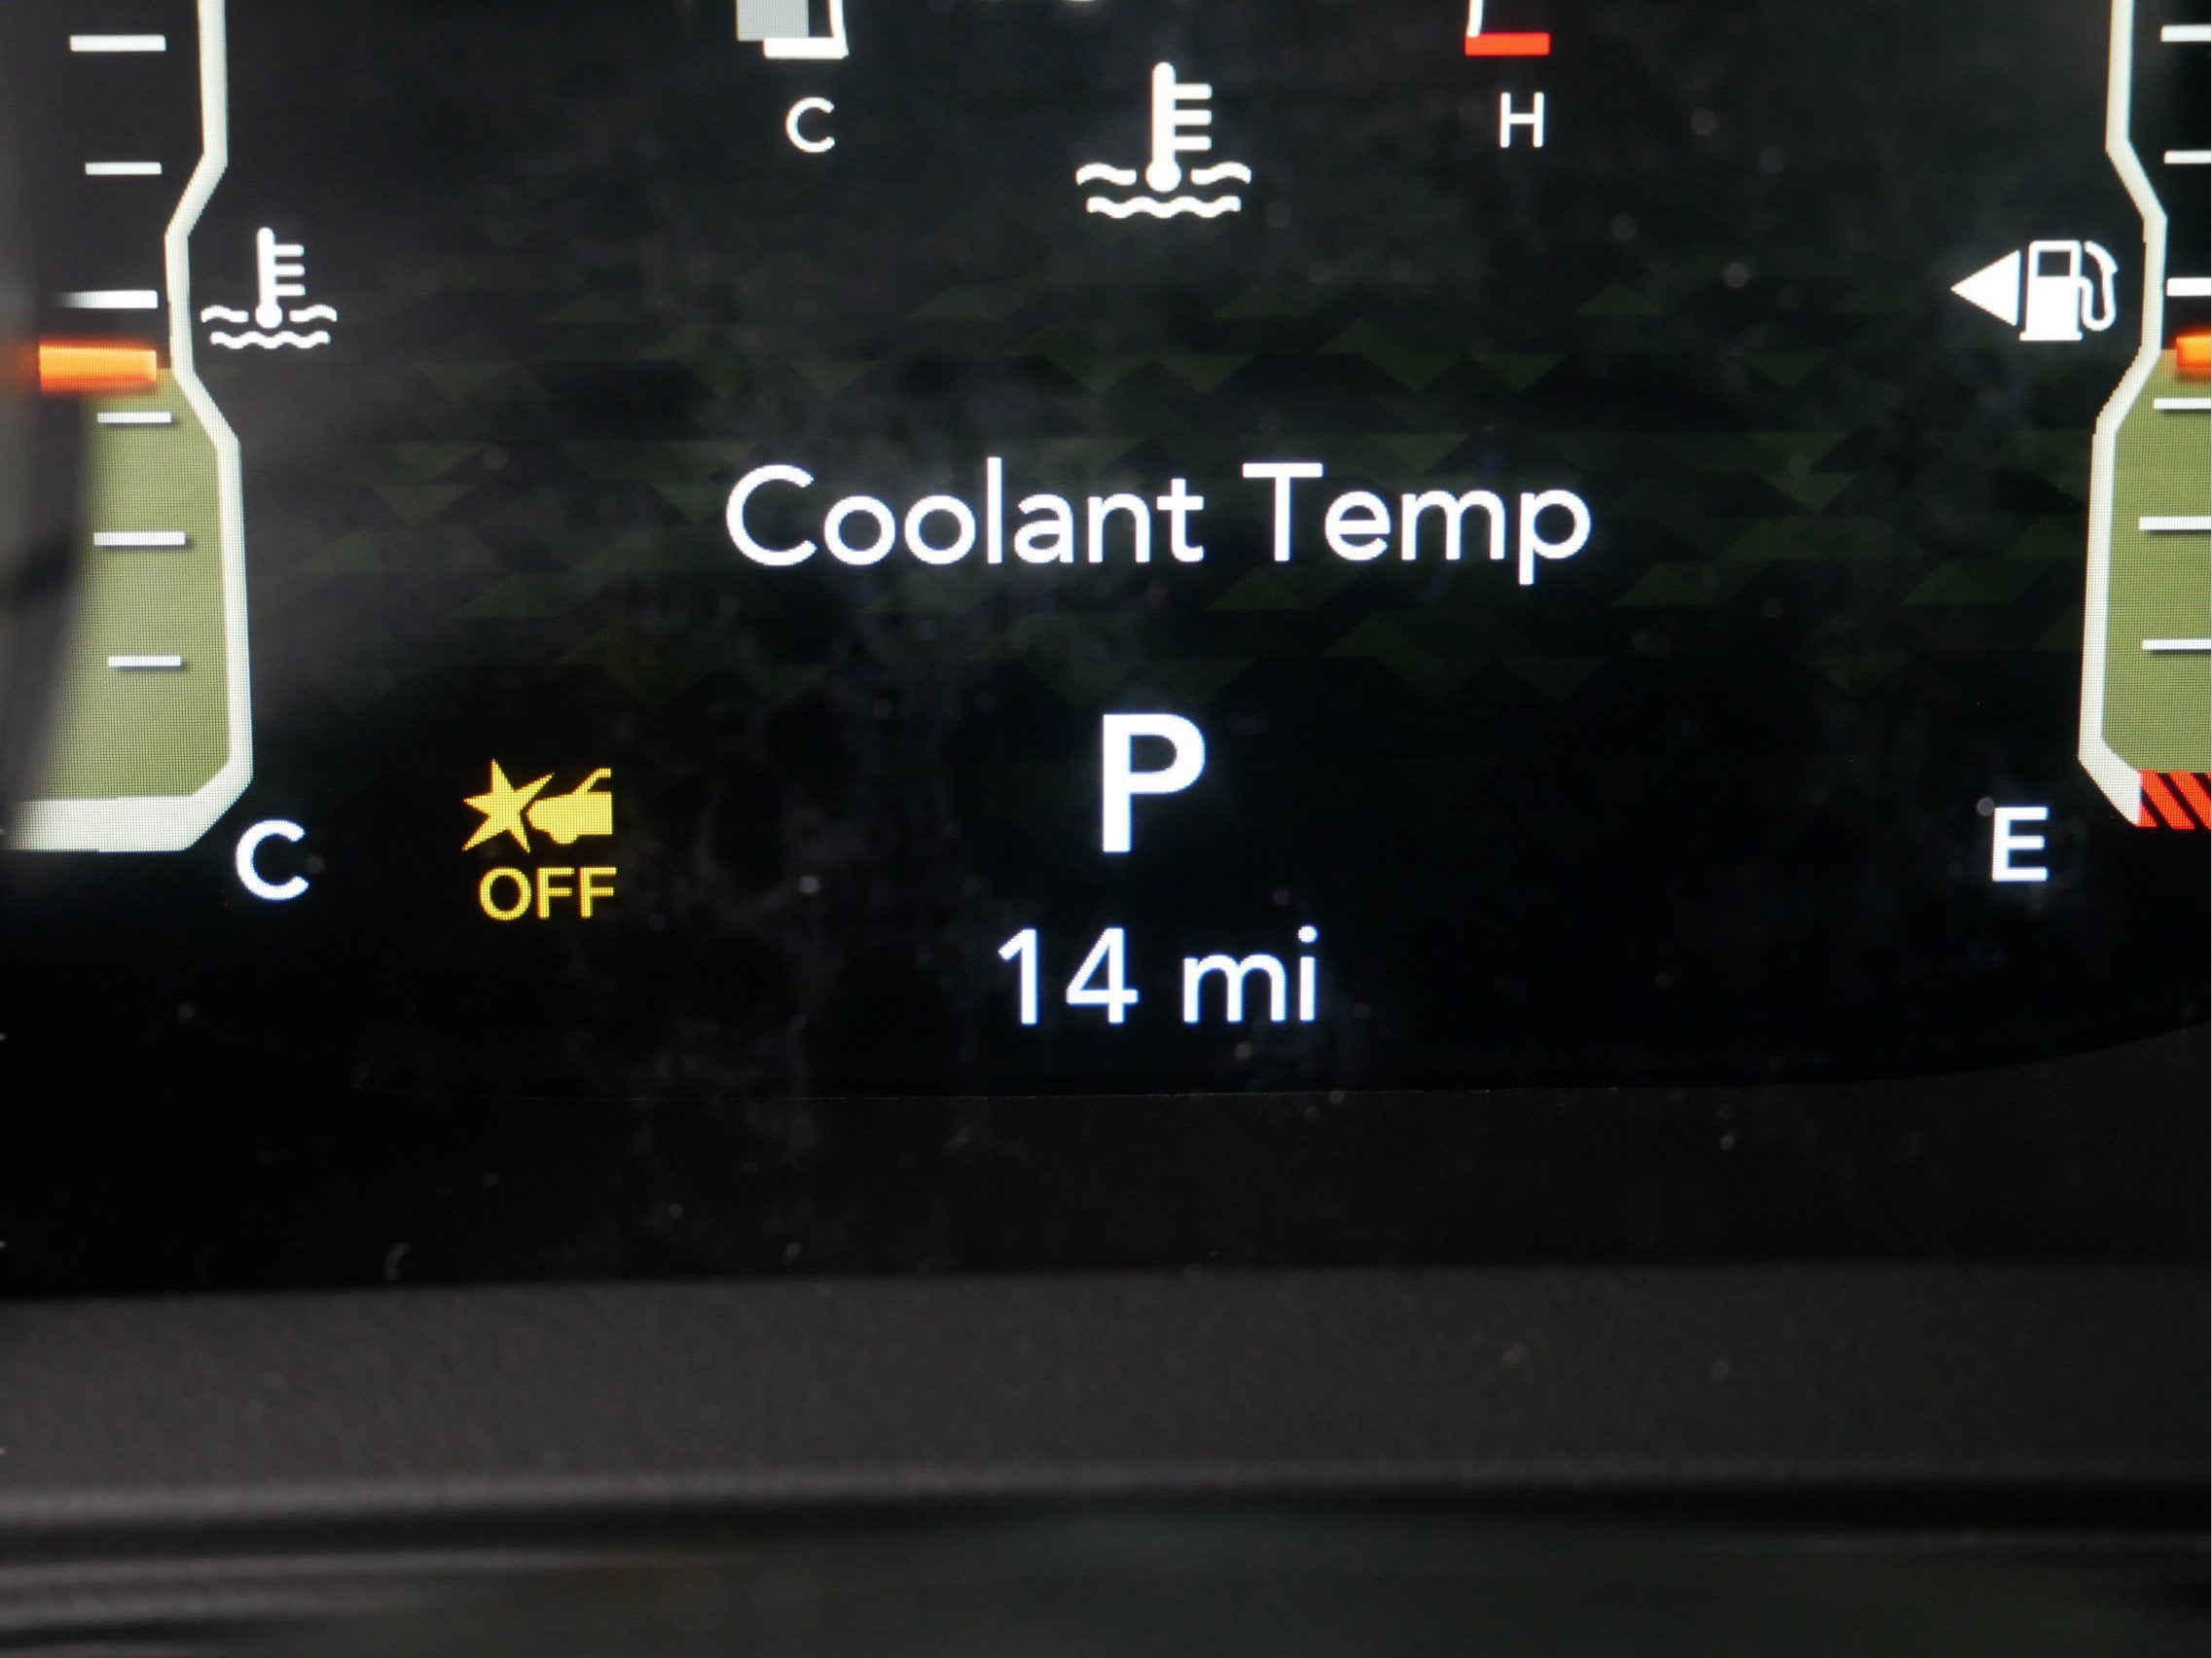 C H
Coolant Temp
P
C OFF E
14 mi